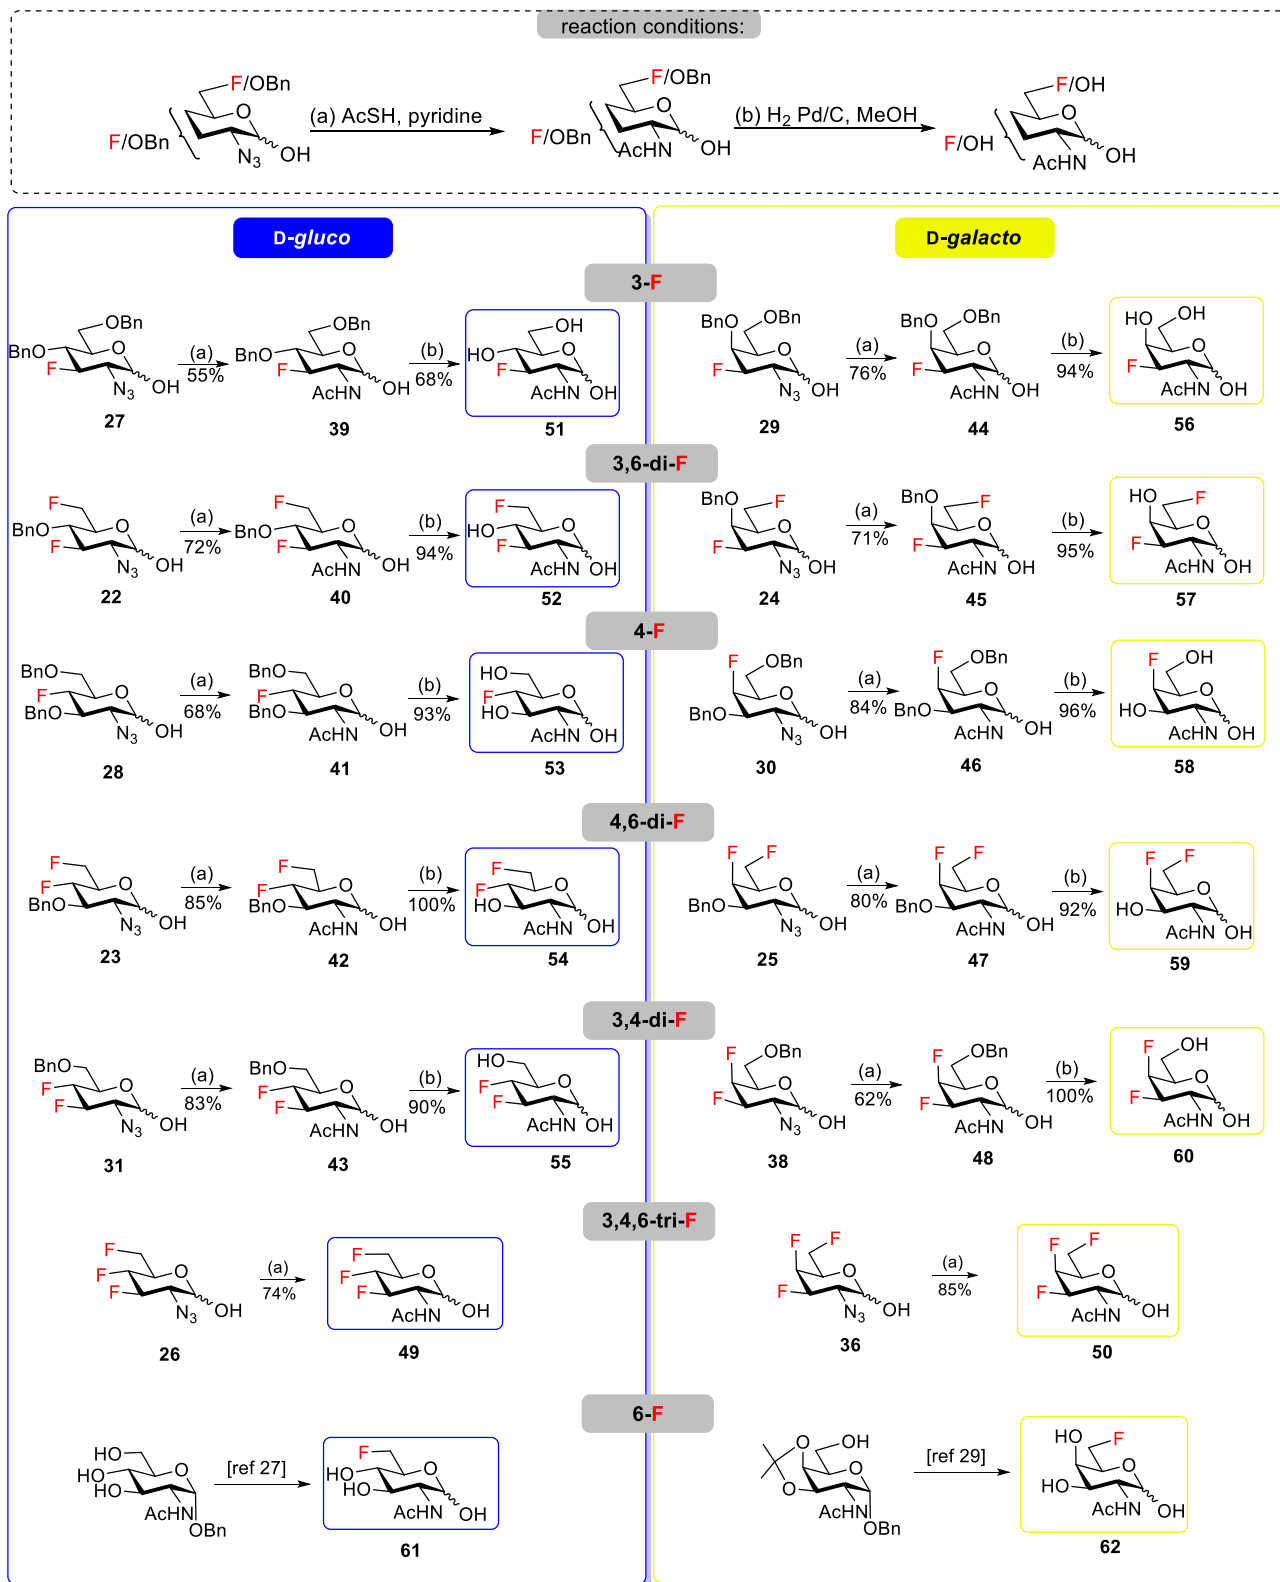 reaction conditions:
F/OBn
O
F/OBn
N3
OH
(a) AcSH, pyridine
F/OBn
O
F/OBn
AcHN
OH
(b) H2 Pd/C, MeOH
F/OH
O
F/OH
AcHN
OH
D-gluco
D-galacto
3-F
OBn
BnO
O
F
N3
OH
27
(a)
55%
OBn
BnO
O
F
AcHN
OH
39
(b)
68%
OH
HO
O
F
AcHN
OH
51
BnO
OBn
O
F
N3
OH
29
(a)
76%
BnO
OBn
O
F
AcHN
OH
44
(b)
94%
HO
OH
O
F
AcHN
OH
56
3,6-di-F
F
BnO
O
F
N3
OH
22
(a)
72%
F
BnO
O
F
AcHN
OH
40
(b)
94%
F
HO
O
F
AcHN
OH
52
BnO
F
O
F
N3
OH
24
(a)
71%
BnO
F
O
F
AcHN
OH
45
(b)
95%
HO
F
O
F
AcHN
OH
57
4-F
BnO
F
O
BnO
N3
OH
28
(a)
68%
BnO
F
O
BnO
AcHN
OH
41
(b)
93%
HO
F
O
HO
AcHN
OH
53
F
OBn
O
BnO
N3
OH
30
(a)
84%
F
OBn
O
BnO
AcHN
OH
46
(b)
96%
F
OH
O
HO
AcHN
OH
58
4,6-di-F
F
F
O
BnO
N3
OH
23
(a)
85%
F
F
O
BnO
AcHN
OH
42
(b)
100%
F
F
O
HO
AcHN
OH
54
F
F
O
BnO
N3
OH
25
(a)
80%
F
F
O
BnO
AcHN
OH
47
(b)
92%
F
F
O
HO
AcHN
OH
59
3,4-di-F
BnO
F
O
F
N3
OH
31
(a)
83%
BnO
F
O
F
AcHN
OH
43
(b)
90%
HO
F
O
F
AcHN
OH
55
F
OBn
O
F
N3
OH
38
(a)
62%
F
OBn
O
F
AcHN
OH
48
(b)
100%
F
OH
O
F
AcHN
OH
60
3,4,6-tri-F
F
F
O
F
N3
OH
26
(a)
74%
F
F
O
F
AcHN
OH
49
F
F
O
F
N3
OH
36
(a)
85%
F
F
O
F
AcHN
OH
50
6-F
HO
HO
O
HO
AcHN
OBn
[ref 27]
F
HO
O
HO
AcHN
OH
61
O
OH
O
O
AcHN
OBn
[ref 29]
HO
F
O
HO
AcHN
OH
62